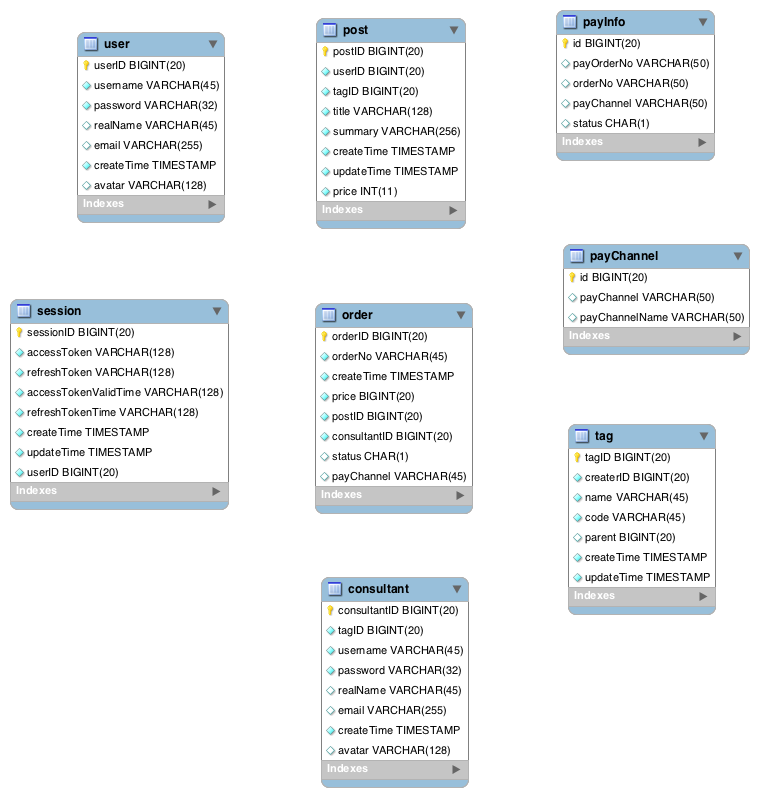 user
userID BIGINT(20)
username VARCHAR(45)
password VARCHAR(32)
realName VARCHAR(45)
email VARCHAR(255)
createTime TIMESTAMP
avatar VARCHAR(128)
Indexes
post
postID BIGINT(20)
userID BIGINT(20)
tagID BIGINT(20)
title VARCHAR(128)
summary VARCHAR(256)
createTime TIMESTAMP
updateTime TIMESTAMP
price INT(11)
Indexes
payInfo
id BIGINT(20)
payOrderNo VARCHAR(50)
orderNo VARCHAR(50)
payChannel VARCHAR(50)
status CHAR(1)
Indexes
payChannel
id BIGINT(20)
payChannel VARCHAR(50)
payChannelName VARCHAR(50)
Indexes
session
sessionID BIGINT(20)
accessToken VARCHAR(128)
refreshToken VARCHAR(128)
accessTokenValidTime VARCHAR(128)
refreshTokenTime VARCHAR(128)
createTime TIMESTAMP
updateTime TIMESTAMP
userID BIGINT(20)
Indexes
order
orderID BIGINT(20)
orderNo VARCHAR(45)
createTime TIMESTAMP
price BIGINT(20)
postID BIGINT(20)
consultantID BIGINT(20)
status CHAR(1)
payChannel VARCHAR(45)
Indexes
tag
tagID BIGINT(20)
createrID BIGINT(20)
name VARCHAR(45)
code VARCHAR(45)
parent BIGINT(20)
createTime TIMESTAMP
updateTime TIMESTAMP
Indexes
consultant
consultantID BIGINT(20)
tagID BIGINT(20)
username VARCHAR(45)
password VARCHAR(32)
realName VARCHAR(45)
email VARCHAR(255)
createTime TIMESTAMP
avatar VARCHAR(128)
Indexes